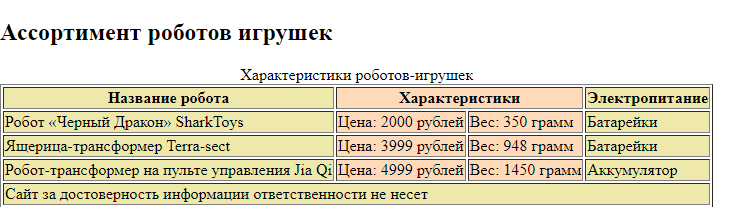 Ассортимент роботов игрушек
Характеристики роботов-игрушек
Название робота Характеристики Электропитание
Робот «Черный Дракон» SharkToys Цена: 2000 рублей Вес: 350 грамм Батарейки
Ящерица-трансформер Terra-sect Цена: 3999 рублей Вес: 948 грамм Батарейки
Робот-трансформер на пульте управления Jia Qi Цена: 4999 рублей Вес: 1450 грамм Аккумулятор
Сайт за достоверность информации ответственности не несет